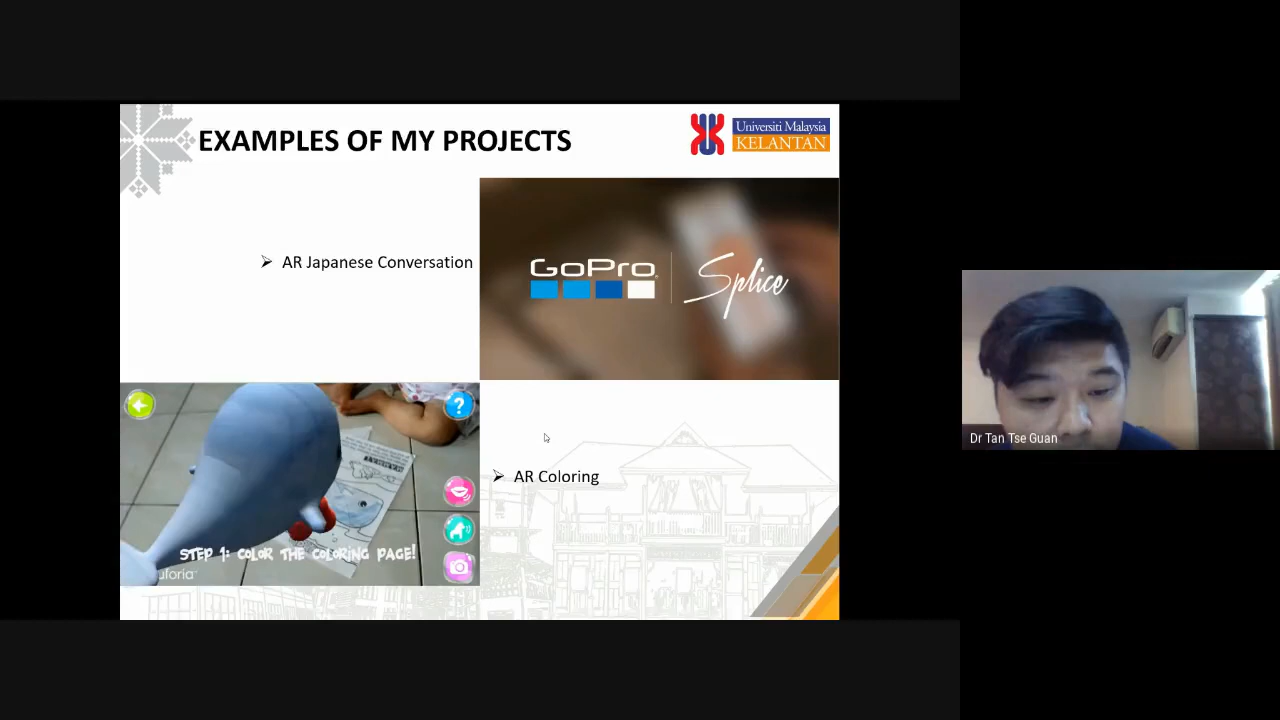 EXAMPLES OF MY PROJECTS
Universiti Malaysia
KELANTAN
AR Japanese Conversation
GoPro
Splice
AR Coloring
?
STEP 1: COLOR THE COLORING PAGE!
uforia
Dr Tan Tse Guan